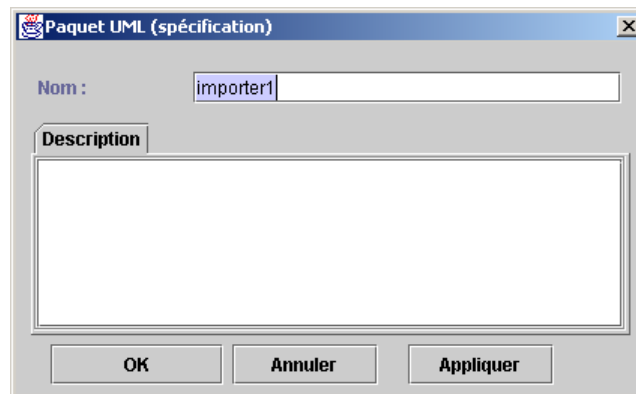 Paquet UML (spécification)
Nom :
importer1
Description
OK Annuler Appliquer